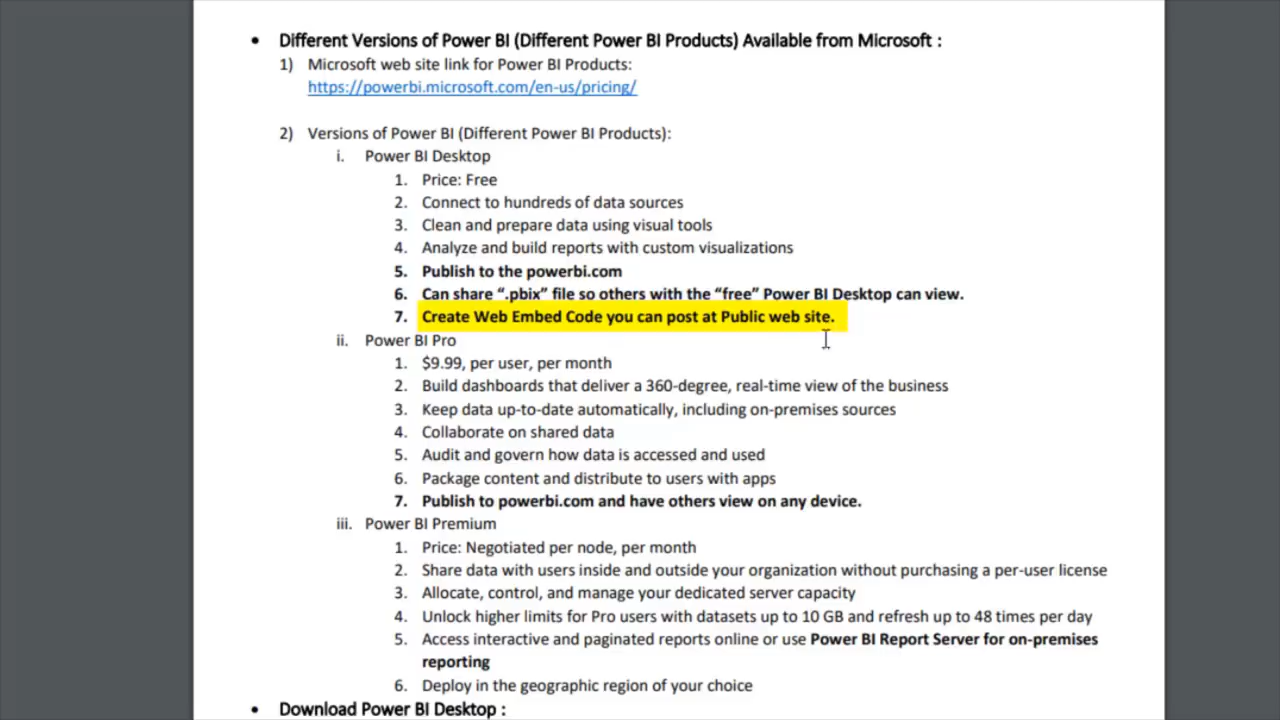 • Different Versions of Power BI (Different Power BI Products) Available from Microsoft :
1) Microsoft web site link for Power BI Products:
https://powerbi.microsoft.com/en-us/pricing/
2) Versions of Power BI (Different Power BI Products):
i. Power BI Desktop
1. Price: Free
2. Connect to hundreds of data sources
3. Clean and prepare data using visual tools
4. Analyze and build reports with custom visualizations
5. Publish to the powerbi.com
6. Can share “.pbix” file so others with the “free” Power BI Desktop can view.
7. Create Web Embed Code you can post at Public web site.
ii. Power BI Pro
1. $9.99, per user, per month
2. Build dashboards that deliver a 360-degree, real-time view of the business
3. Keep data up-to-date automatically, including on-premises sources
4. Collaborate on shared data
5. Audit and govern how data is accessed and used
6. Package content and distribute to users with apps
7. Publish to powerbi.com and have others view on any device.
iii. Power BI Premium
1. Price: Negotiated per node, per month
2. Share data with users inside and outside your organization without purchasing a per-user license
3. Allocate, control, and manage your dedicated server capacity
4. Unlock higher limits for Pro users with datasets up to 10 GB and refresh up to 48 times per day
5. Access interactive and paginated reports online or use Power BI Report Server for on-premises
reporting
6. Deploy in the geographic region of your choice
• Download Power BI Desktop :